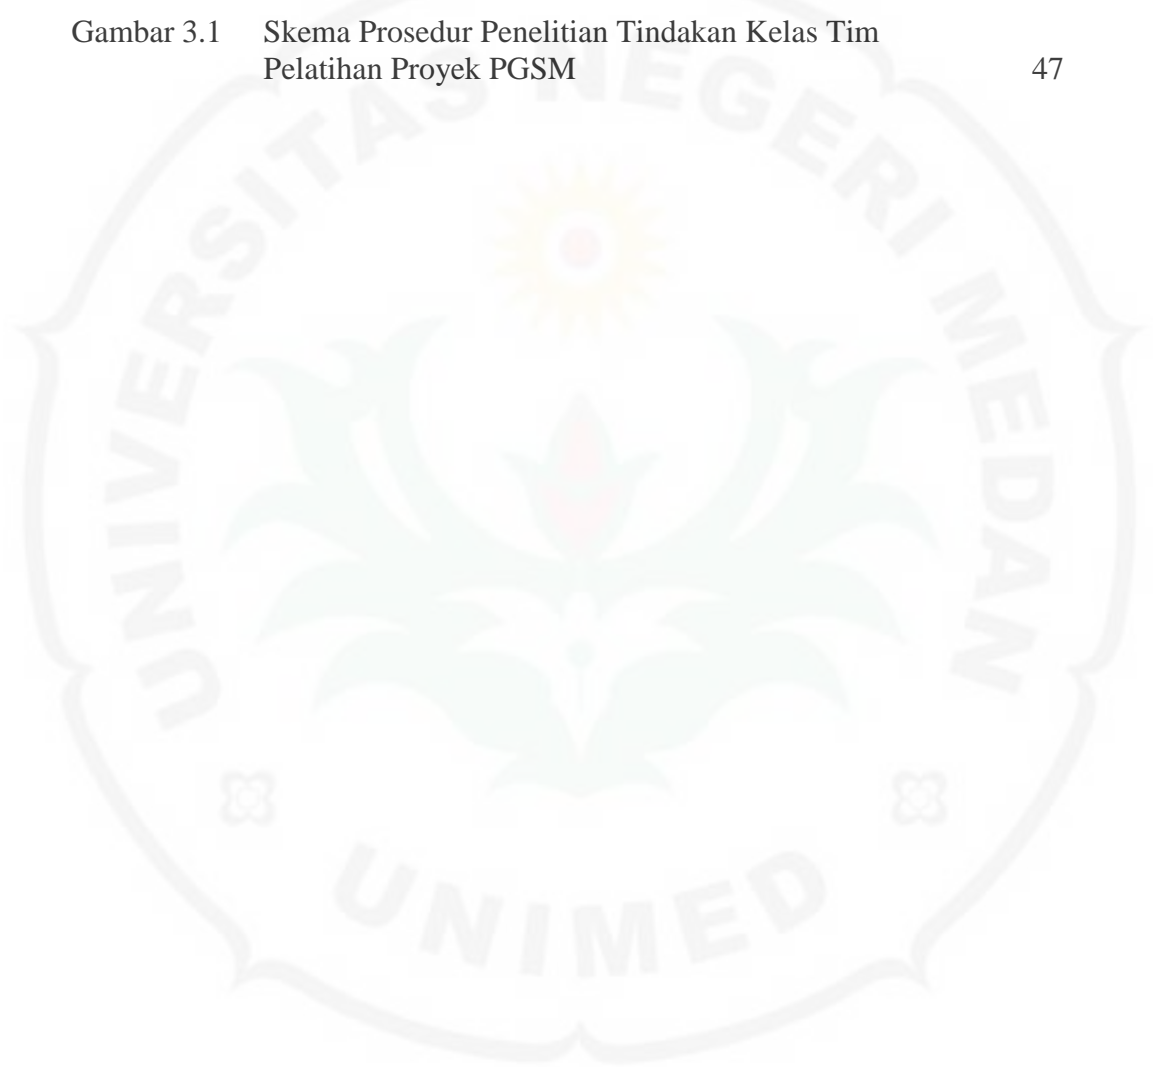 Gambar 3.1 Skema Prosedur Penelitian Tindakan Kelas Tim
Pelatihan Proyek PGSM 47
UNIVERSITAS NEGERI MEDAN
UNIMED